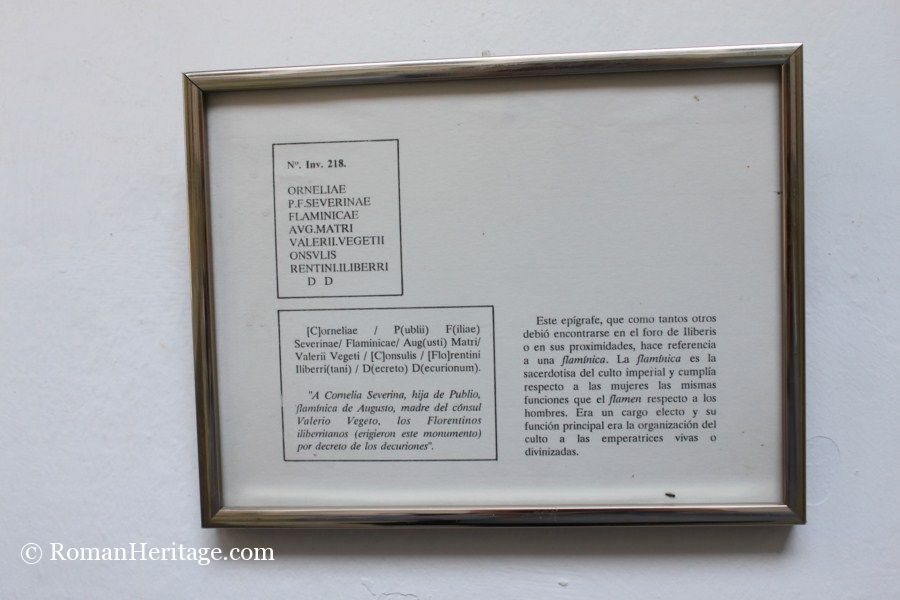 Nº. Inv. 218.
ORNELIAE
P.F.SEVERINAE
FLAMINICAE
AVG.MATRI
VALERII.VEGETII
ONSVLIS
RENTINI.ILIBERRI
D D
[C]orneliae / P(ublii) F(iliae)
Severinae/ Flaminicae/ Aug(usti) Matri/
Valerii Vegeti / [C]onsulis / [Flo]rentini
Iliberri(tani) / D(ecreto) D(ecurionum).
"A Cornelia Severina, hija de Publio,
flamínica de Augusto, madre del cónsul
Valerio Vegeto, los Florentinos
iliberritanos (erigieron este monumento)
por decreto de los decuriones".
Este epígrafe, que como tantos otros
debió encontrarse en el foro de Iliberis
o en sus proximidades, hace referencia
a una flamínica. La flamínica es la
sacerdotisa del culto imperial y cumplía
respecto a las mujeres las mismas
funciones que el flamen respecto a los
hombres. Era un cargo electo y su
función principal era la organización del
culto a las emperatrices vivas o
divinizadas.
© RomanHeritage.com